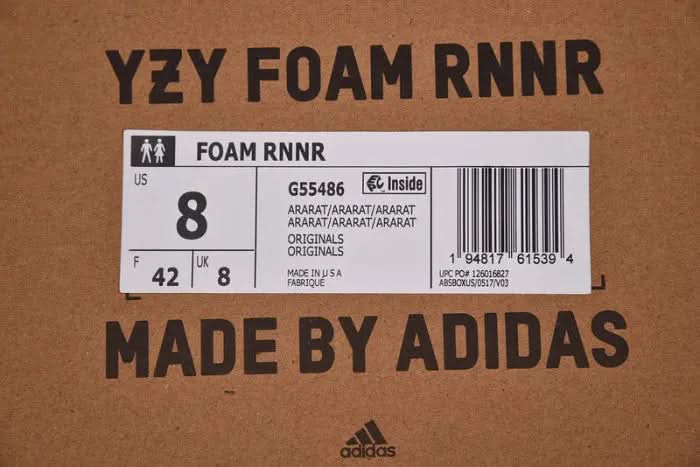 YZY FOAM RNNR
FOAM RNNR
US
8
F
42
UK
8
G55486
Inside
ARARAT/ARARAT/ARARAT
ARARAT/ARARAT/ARARAT
ORIGINALS
ORIGINALS
MADE IN µ S A
FABRIQUE
1 94817 61539 4
UPC PO# 126016827
ABSBOXUS/0517/V03
MADE BY ADIDAS
adidas